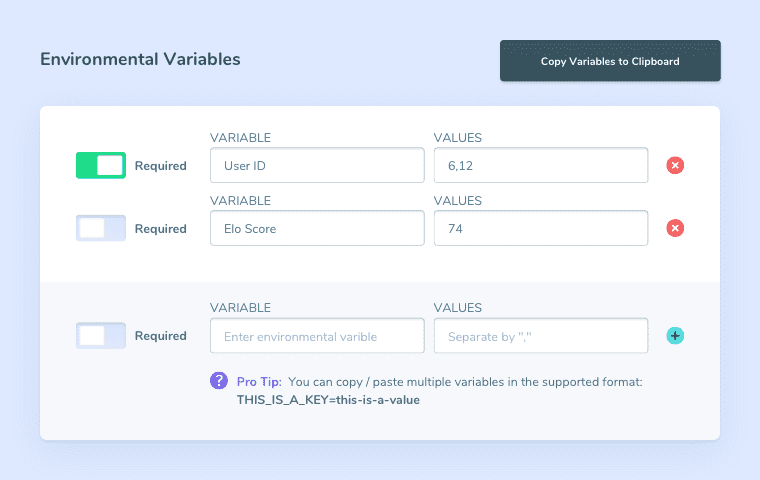 Environmental Variables
Copy Variables to Clipboard
VARIABLE VALUES
Required User ID 6,12
VARIABLE VALUES
Required Elo Score 74
VARIABLE VALUES
Required Enter environmental varible Separate by ","
? Pro Tip: You can copy / paste multiple variables in the supported format:
THIS_IS_A_KEY=this-is-a-value